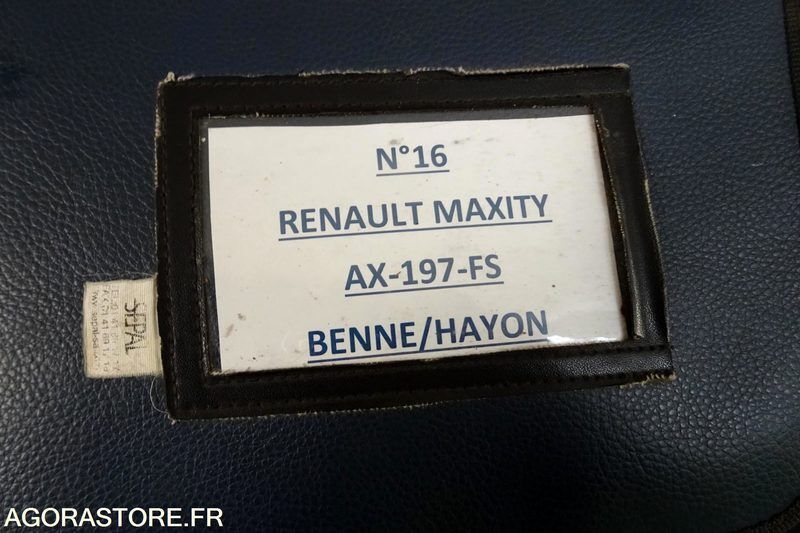 N°16
RENAULT MAXITY
AX-197-FS
BENNE/HAYON
SEPAL
AGORASTORE.FR